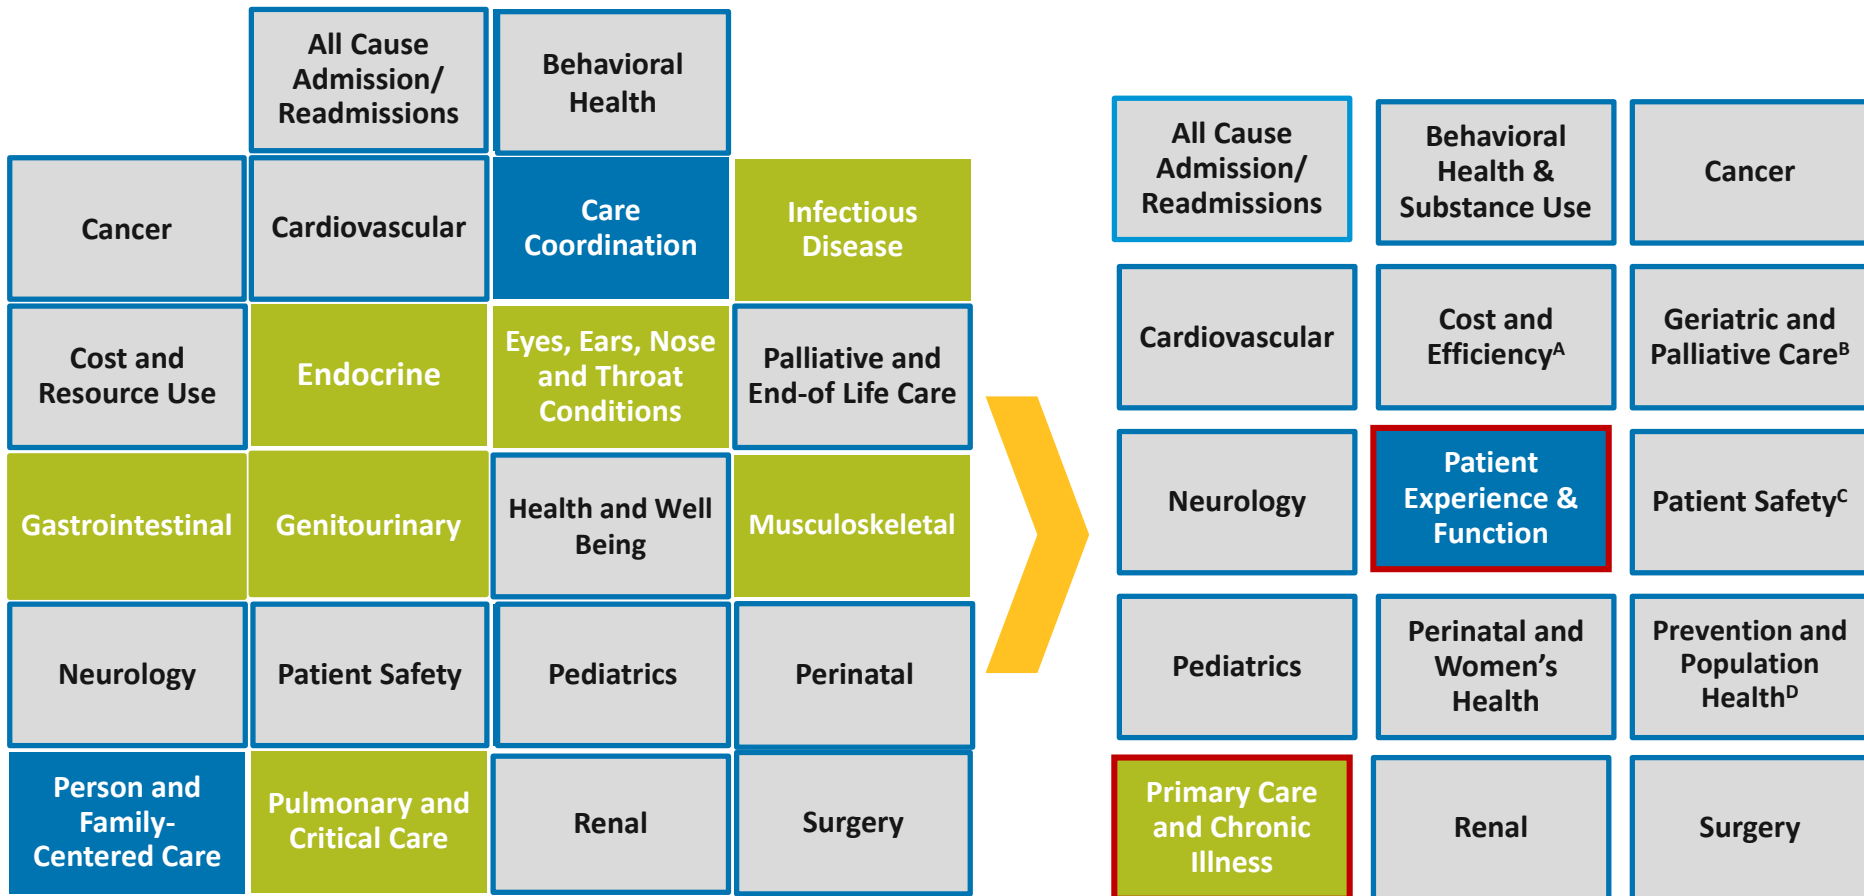 All Cause
Admission/
Readmissions
Behavioral
Health
Cancer
Cardiovascular
Care
Coordination
Infectious
Disease
Cost and
Resource Use
Endocrine
Eyes, Ears, Nose
and Throat
Conditions
Palliative and
End-of Life Care
Gastrointestinal
Genitourinary
Health and Well
Being
Musculoskeletal
Neurology
Patient Safety
Pediatrics
Perinatal
Person and
Family-
Centered Care
Pulmonary and
Critical Care
Renal
Surgery
All Cause
Admission/
Readmissions
Behavioral
Health &
Substance Use
Cancer
Cardiovascular
Cost and
Efficiency^A
Geriatric and
Palliative Care^B
Neurology
Patient
Experience &
Function
Patient Safety^C
Pediatrics
Perinatal and
Women’s
Health
Prevention and
Population
Health^D
Primary Care
and Chronic
Illness
Renal
Surgery